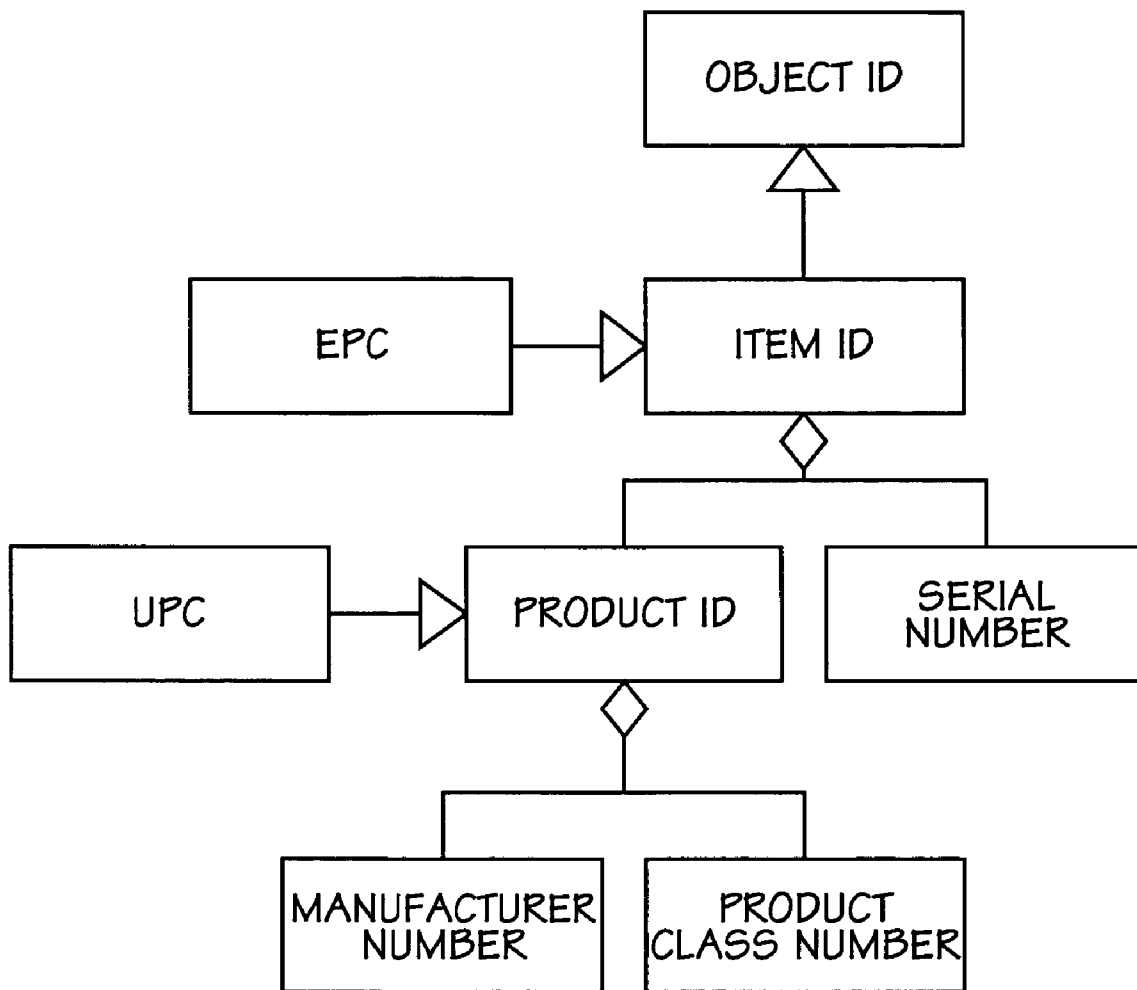 OBJECT ID
EPC
ITEM ID
UPC
PRODUCT ID
SERIAL
NUMBER
MANUFACTURER
NUMBER
PRODUCT
CLASS NUMBER